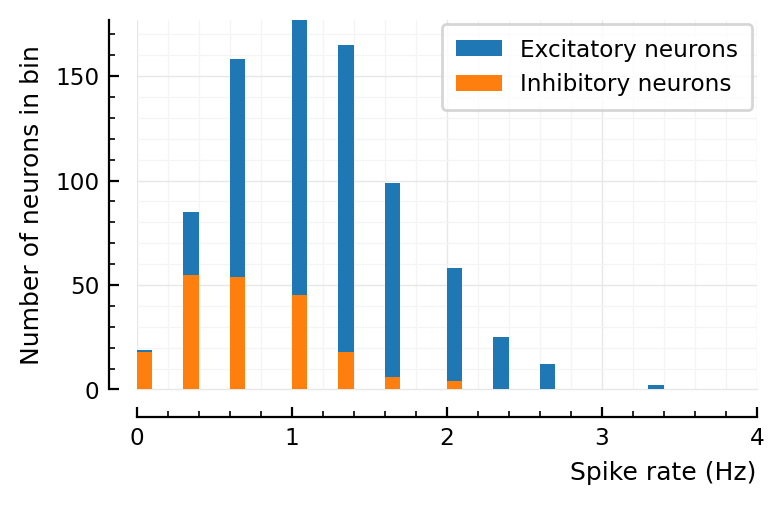 Number of neurons in bin
150
100
50
0
Excitatory neurons
Inhibitory neurons
0 1 2 3 4
Spike rate (Hz)